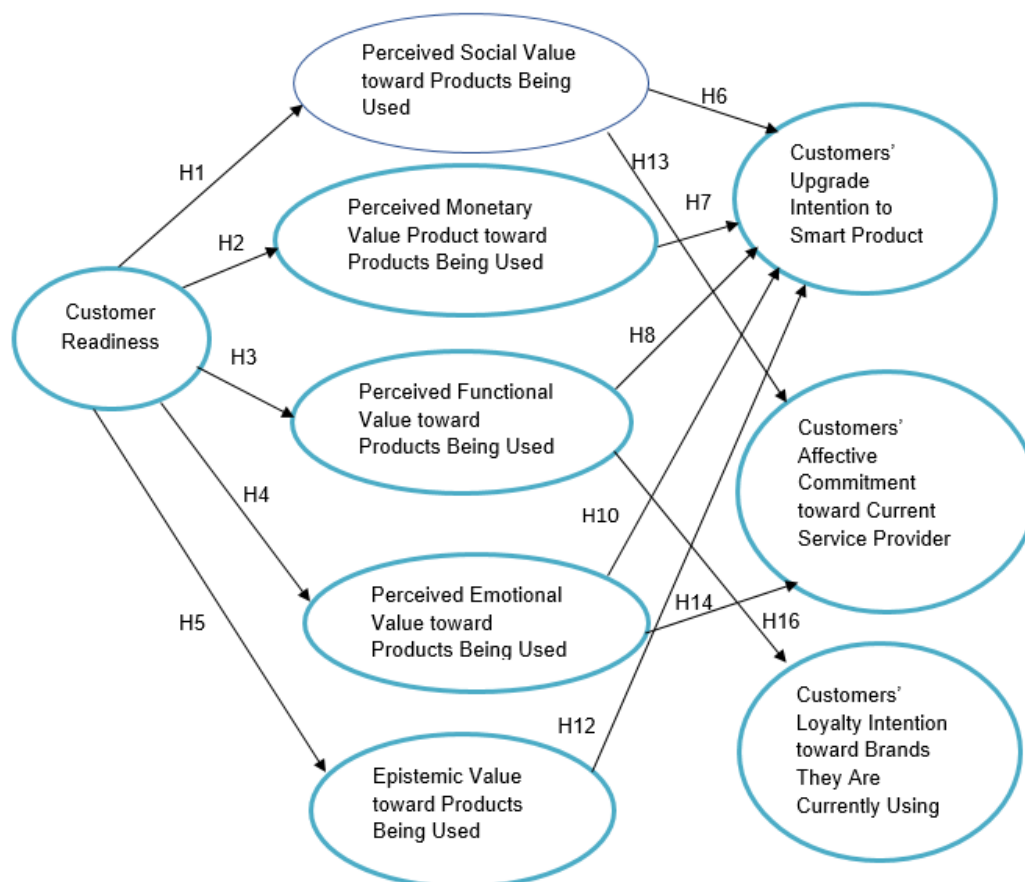 Perceived Social Value
toward Products Being
Used
H6
H1
H13
Customers’
Upgrade
Intention to
Smart Product
H7
Perceived Monetary
Value Product toward
Products Being Used
H2
Customer
Readiness
H3
H8
Perceived Functional
Value toward
Products Being Used
Customers’
Affective
Commitment
toward Current
Service Provider
H4
H10
Perceived Emotional
Value toward
Products Being Used
H14
H5
H16
Customers’
Loyalty Intention
toward Brands
They Are
Currently Using
H12
Epistemic Value
toward Products
Being Used